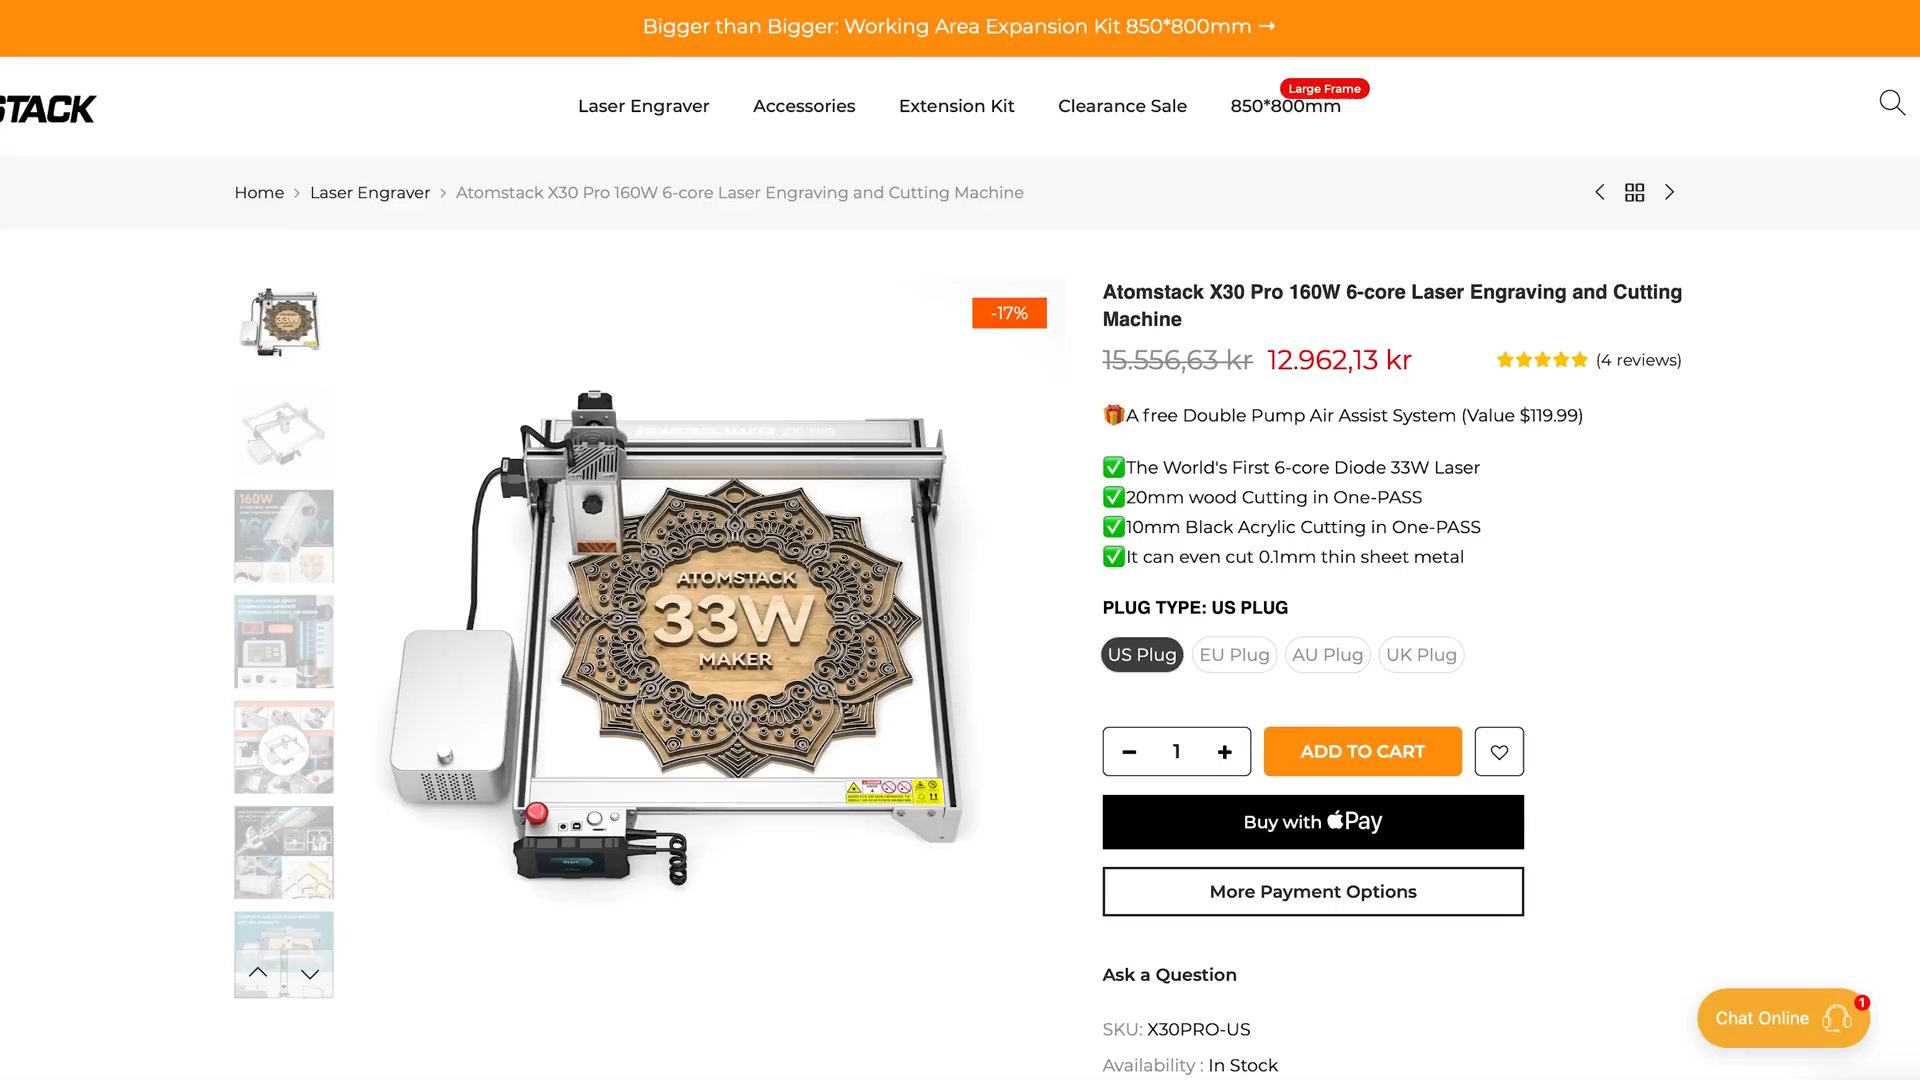 Bigger than Bigger: Working Area Expansion Kit 850*800mm →
STACK
Laser Engraver
Accessories
Extension Kit
Clearance Sale
Large Frame
850*800mm
Home > Laser Engraver > Atomstack X30 Pro 160W 6-core Laser Engraving and Cutting Machine
-17%
ATOMSTACK
33W
MAKER
160W
Atomstack X30 Pro 160W 6-core Laser Engraving and Cutting
Machine
15.556,63 kr 12.962,13 kr
(4 reviews)
🎁A free Double Pump Air Assist System (Value $119.99)
✅The World's First 6-core Diode 33W Laser
✅20mm wood Cutting in One-PASS
✅10mm Black Acrylic Cutting in One-PASS
✅It can even cut 0.1mm thin sheet metal
PLUG TYPE: US PLUG
US Plug
EU Plug
AU Plug
UK Plug
− 1 +
ADD TO CART
Buy with Pay
More Payment Options
Ask a Question
SKU: X30PRO-US
Availability : In Stock
Chat Online
1